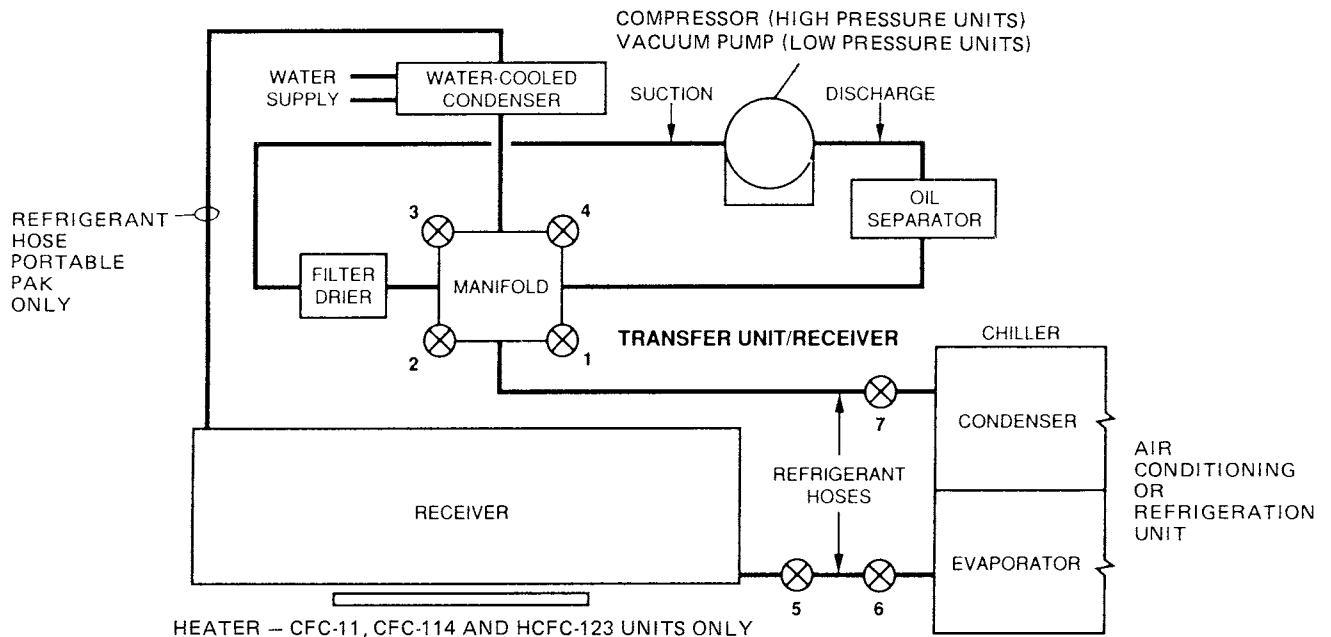 COMPRESSOR (HIGH PRESSURE UNITS)
VACUUM PUMP (LOW PRESSURE UNITS)
WATER
SUPPLY
WATER-COOLED
CONDENSER
SUCTION
DISCHARGE
OIL
SEPARATOR
REFRIGERANT
HOSE
PORTABLE
PAK
ONLY
3
4
FILTER
DRIER
MANIFOLD
2
1
TRANSFER UNIT/RECEIVER
CHILLER
7
CONDENSER
REFRIGERANT
HOSES
AIR
CONDITIONING
OR
REFRIGERATION
UNIT
RECEIVER
EVAPORATOR
5
6
HEATER – CFC-11, CFC-114 AND HCFC-123 UNITS ONLY